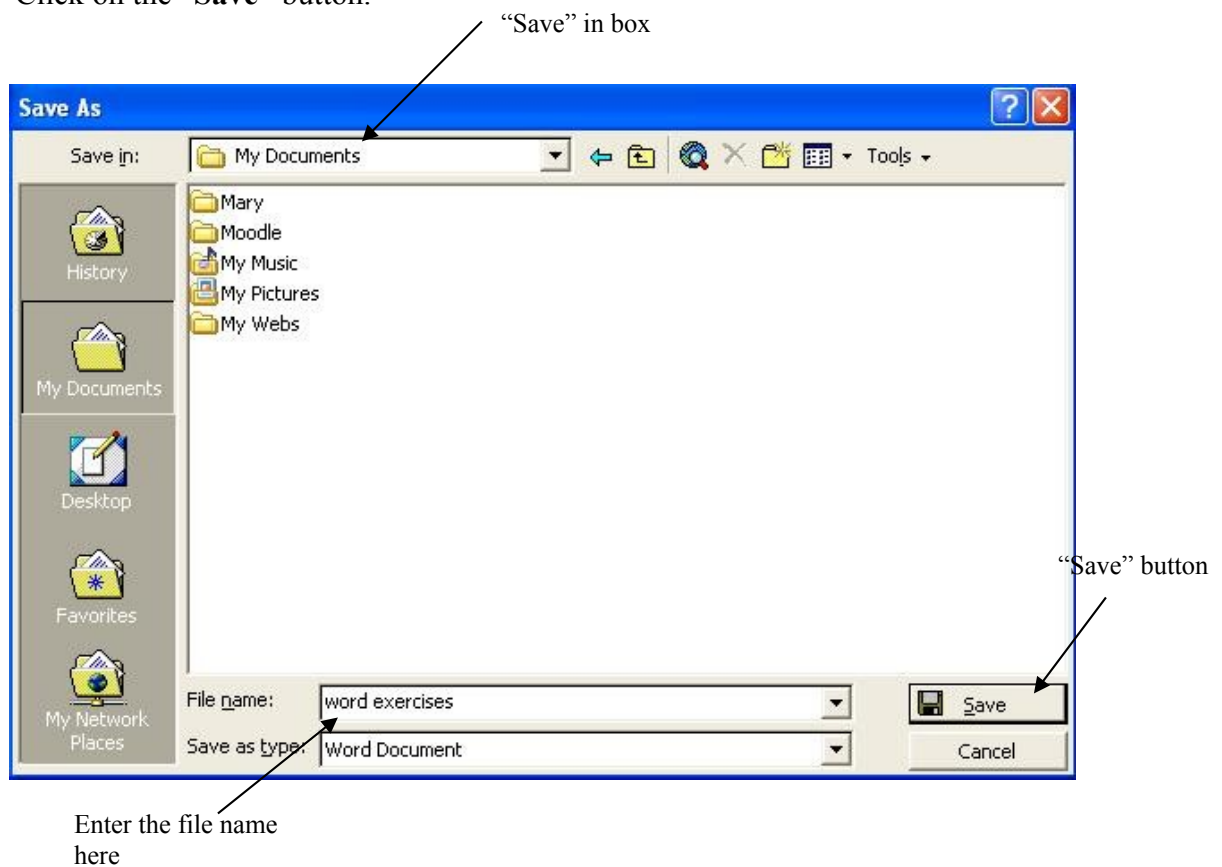 Click on the “Save” button.
“Save” in box
Save As
Save in:
My Documents
Tools
Mary
Moodle
My Music
My Pictures
My Webs
History
My Documents
Desktop
Favorites
My Network
Places
“Save” button
File name:
word exercises
Save
Save as type:
Word Document
Cancel
Enter the file name
here